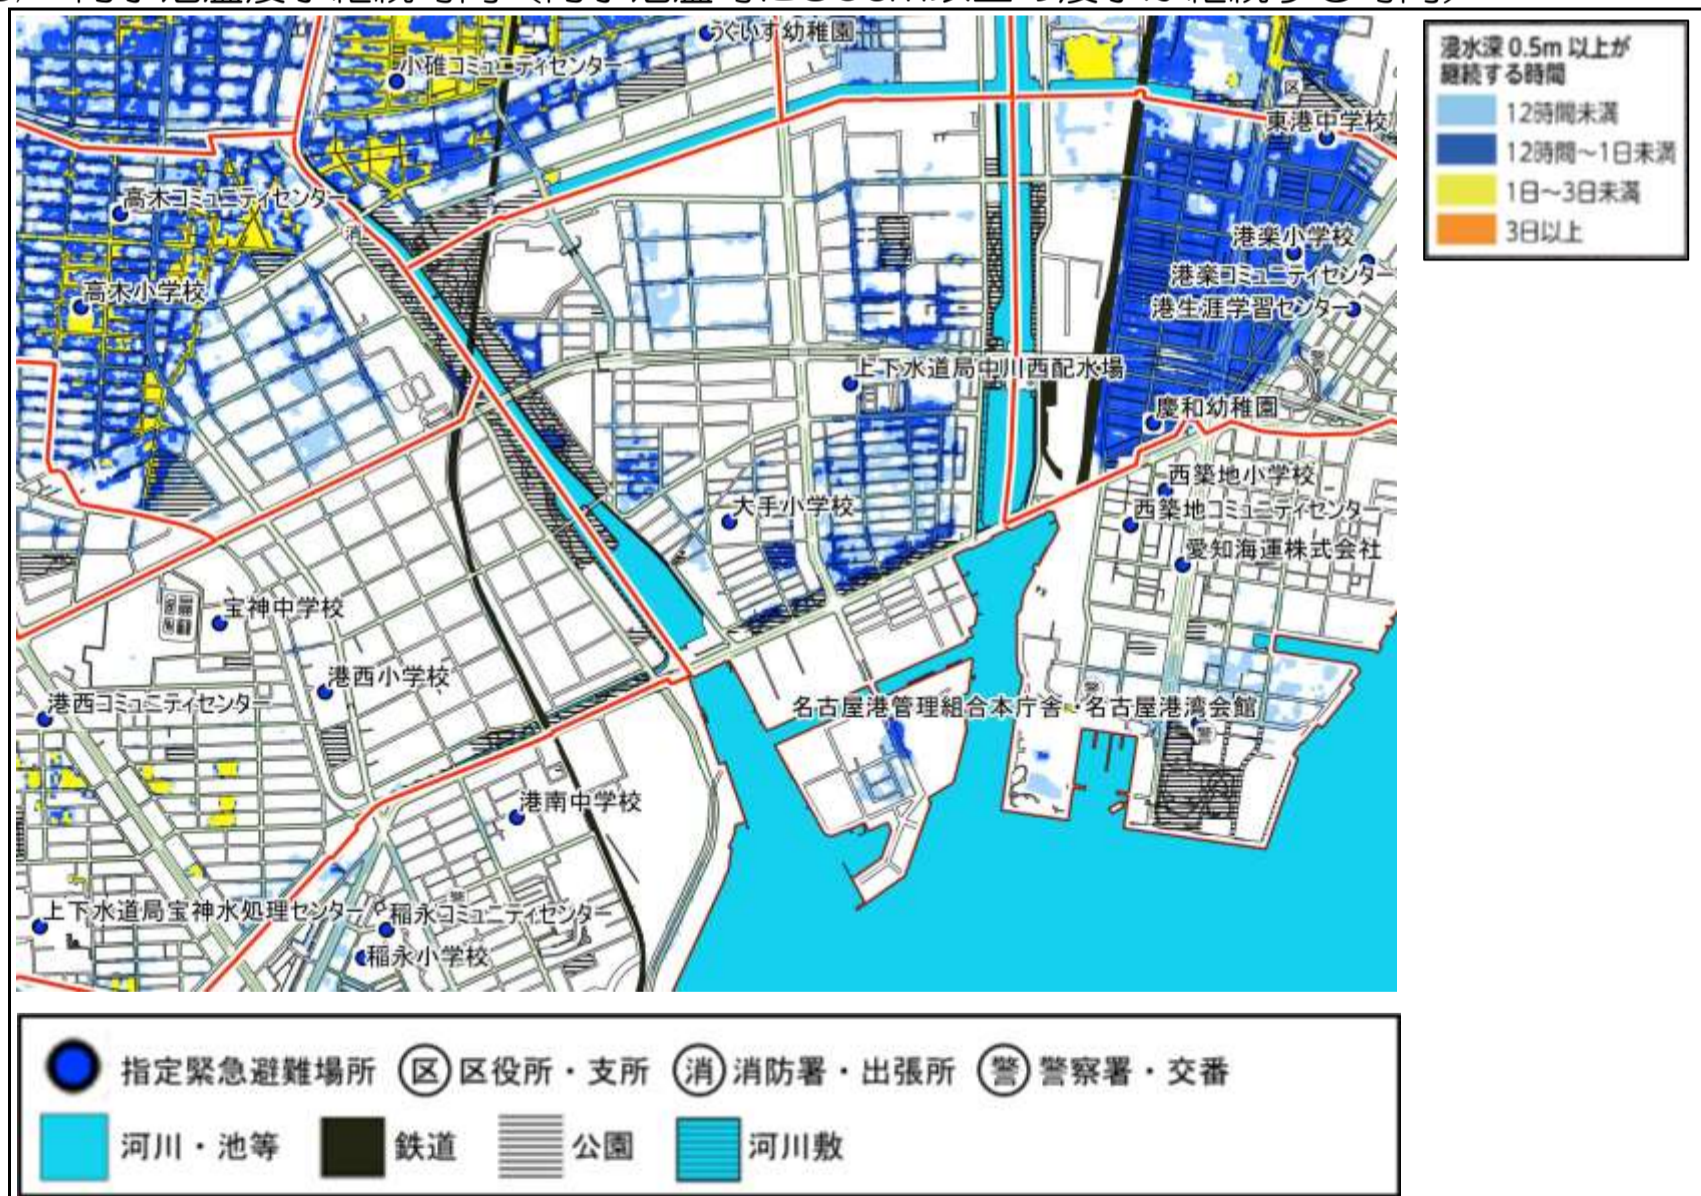 うぐいす幼稚園
小碓コミュニティセンター
区
東港中学校
高木コミュニティセンター
消
港楽小学校
港楽コミュニティセンター
高木小学校
港生涯学習センター
警
上下水道局中川西配水場
慶和幼稚園
西築地小学校
大手小学校
西築地コミュニティセンター
愛知海運株式会社
宝神中学校
港西小学校
港西コミュニティセンター
警
名古屋港管理組合本庁舎・名古屋港湾会館
警
港南中学校
警
上下水道局宝神水処理センター
稲永コミュニティセンター
稲永小学校
浸水深0.5m以上が
継続する時間
12時間未満
12時間～1日未満
1日～3日未満
3日以上
指定緊急避難場所
区 区役所・支所
消 消防署・出張所
警 警察署・交番
河川・池等
鉄道
公園
河川敷